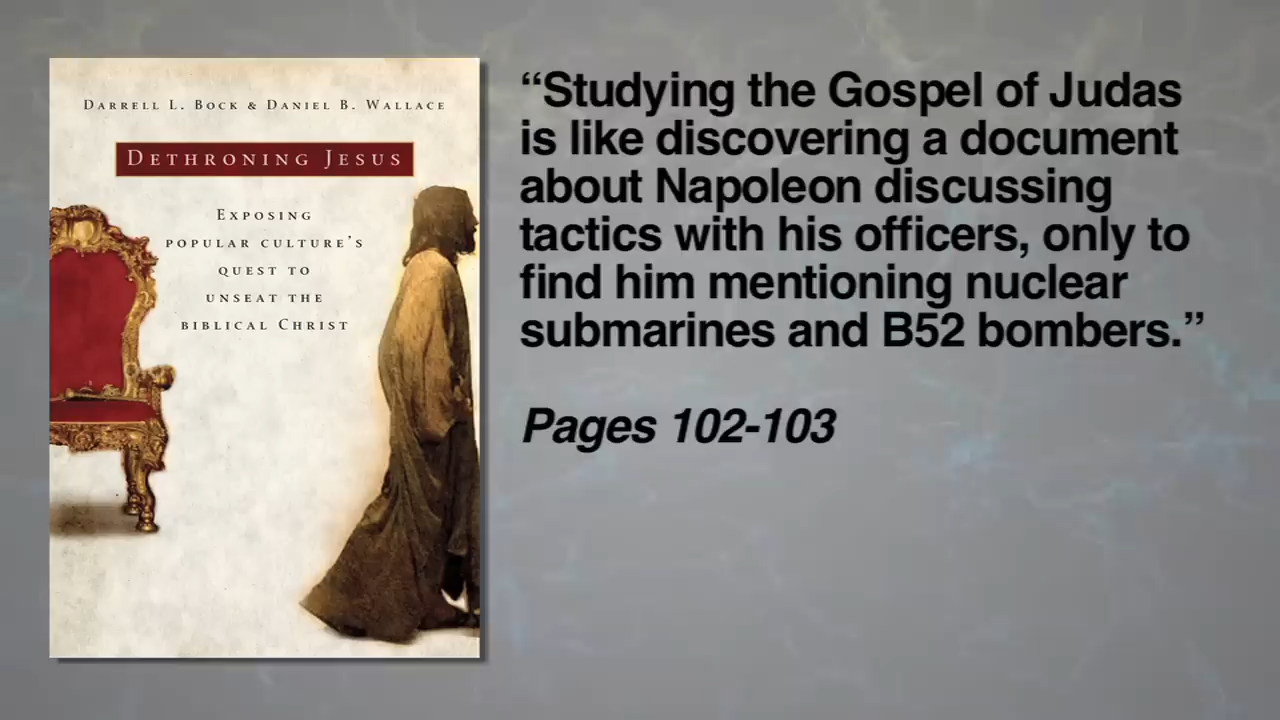 DARRELL L. BOCK & DANIEL B. WALLACE
DETHRONING JESUS
EXPOSING
POPULAR CULTURE'S
QUEST TO
UNSEAT THE
BIBLICAL CHRIST
“Studying the Gospel of Judas
is like discovering a document
about Napoleon discussing
tactics with his officers, only to
find him mentioning nuclear
submarines and B52 bombers.”
Pages 102-103